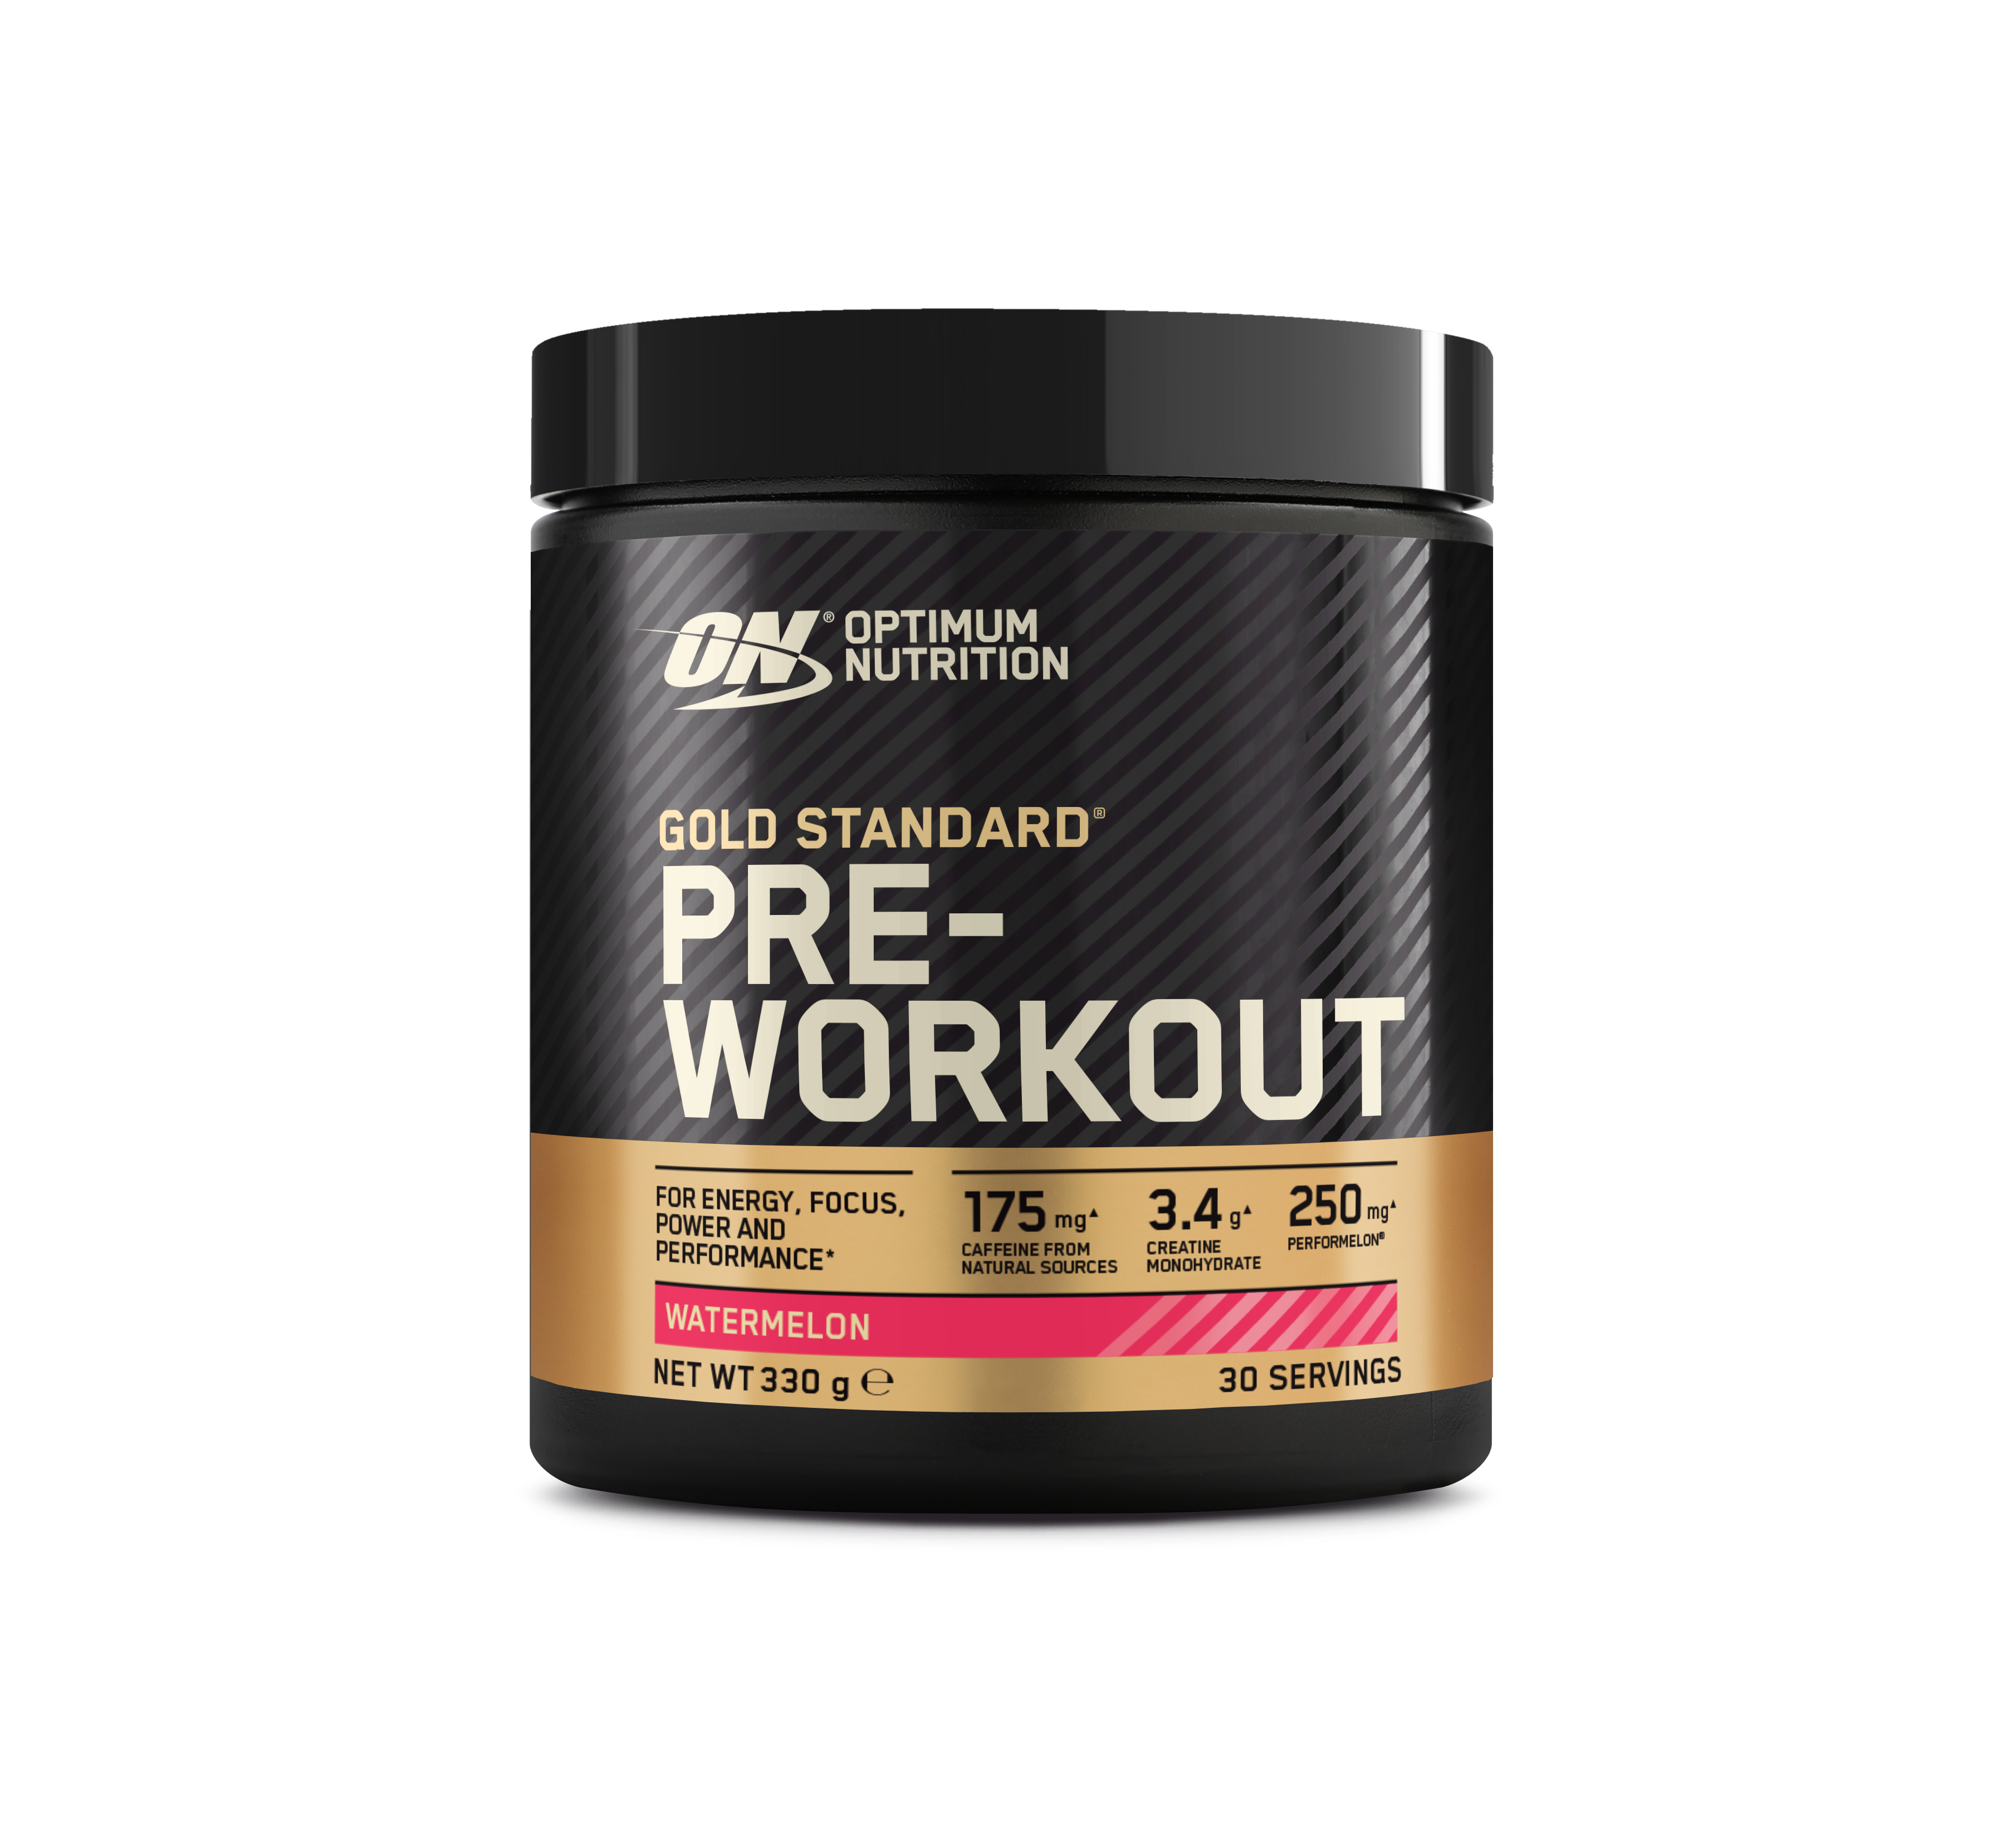 ON® OPTIMUM
NUTRITION
GOLD STANDARD®
PRE-
WORKOUT
FOR ENERGY, FOCUS,
POWER AND
PERFORMANCE*
175 mg▲
CAFFEINE FROM
NATURAL SOURCES
3.4 g▲
CREATINE
MONOHYDRATE
250 mg▲
PERFORMELON®
WATERMELON
NET WT 330 g ℮
30 SERVINGS